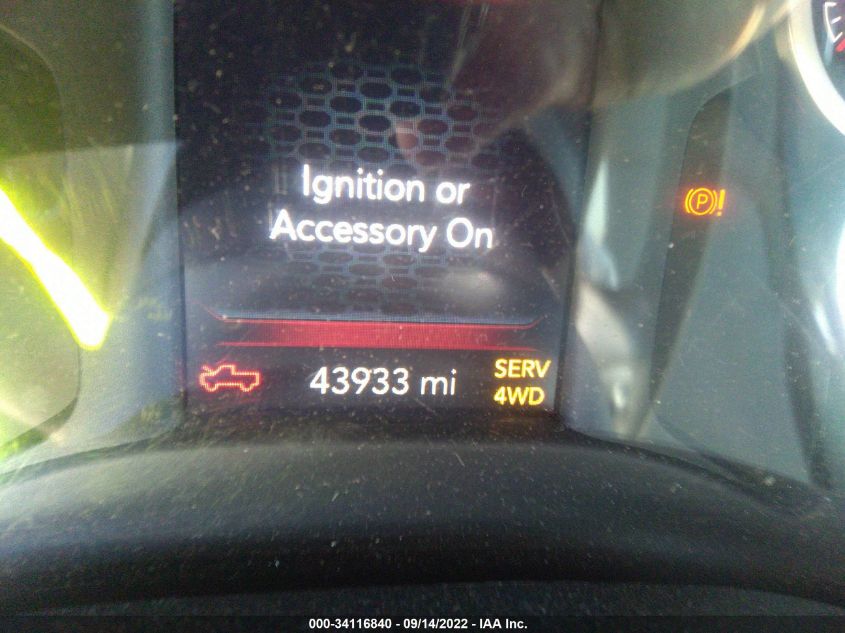 E
Ignition or
Accessory On
(P)!
43933 mi
SERV
4WD
000-34116840 - 09/14/2022 - IAA Inc.